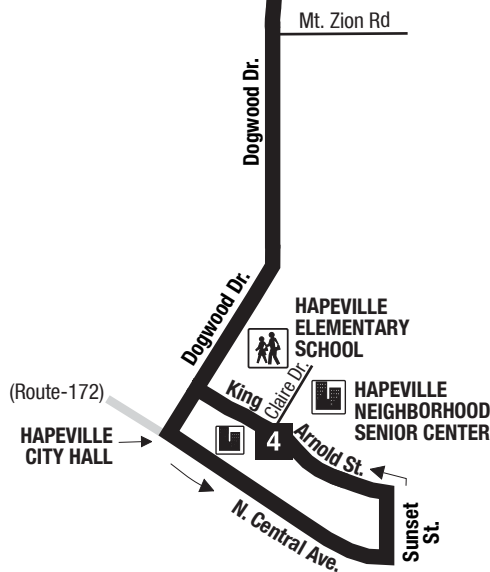 Mt. Zion Rd
Dogwood Dr.
Dogwood Dr.
HAPEVILLE
ELEMENTARY
SCHOOL
King
Claire Dr.
(Route-172)
HAPEVILLE
NEIGHBORHOOD
SENIOR CENTER
HAPEVILLE
CITY HALL
4
Arnold St.
N. Central Ave.
Sunset
St.